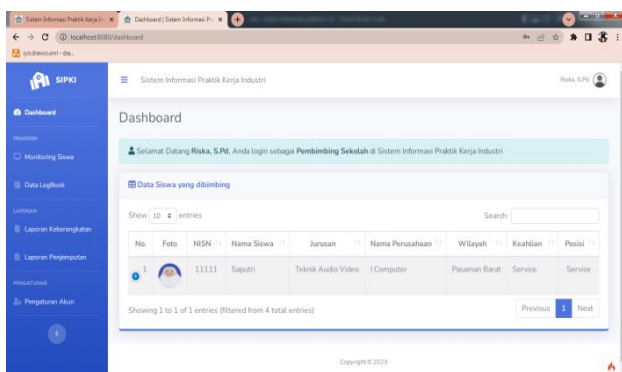 Sistem Informasi Praktik Kerja In
Dashboard | Sistem Informasi Pr
localhost:8080/dashboard
SIPKI
Sistem Informasi Praktik Kerja Industri
Riska, S.Pd
Dashboard
Dashboard
Selamat Datang Riska, S.Pd, Anda login sebagai Pembimbing Sekolah di Sistem Informasi Praktik Kerja Industri
Monitoring Siswa
Data LogBook
LAPORAN
Laporan Keberangkatan
Laporan Penjemputan
PENGATURAN
Pengaturan Akun
Data Siswa yang dibimbing
Show 10 entries
Search:
No. Foto NISN Nama Siswa Jurusan Nama Perusahaan Wilayah Keahlian Posisi
1 11111 Saputri Teknik Audio Video I Computer Pasaman Barat Service Service
Showing 1 to 1 of 1 entries (filtered from 4 total entries)
Previous 1 Next
Copyright © 2023